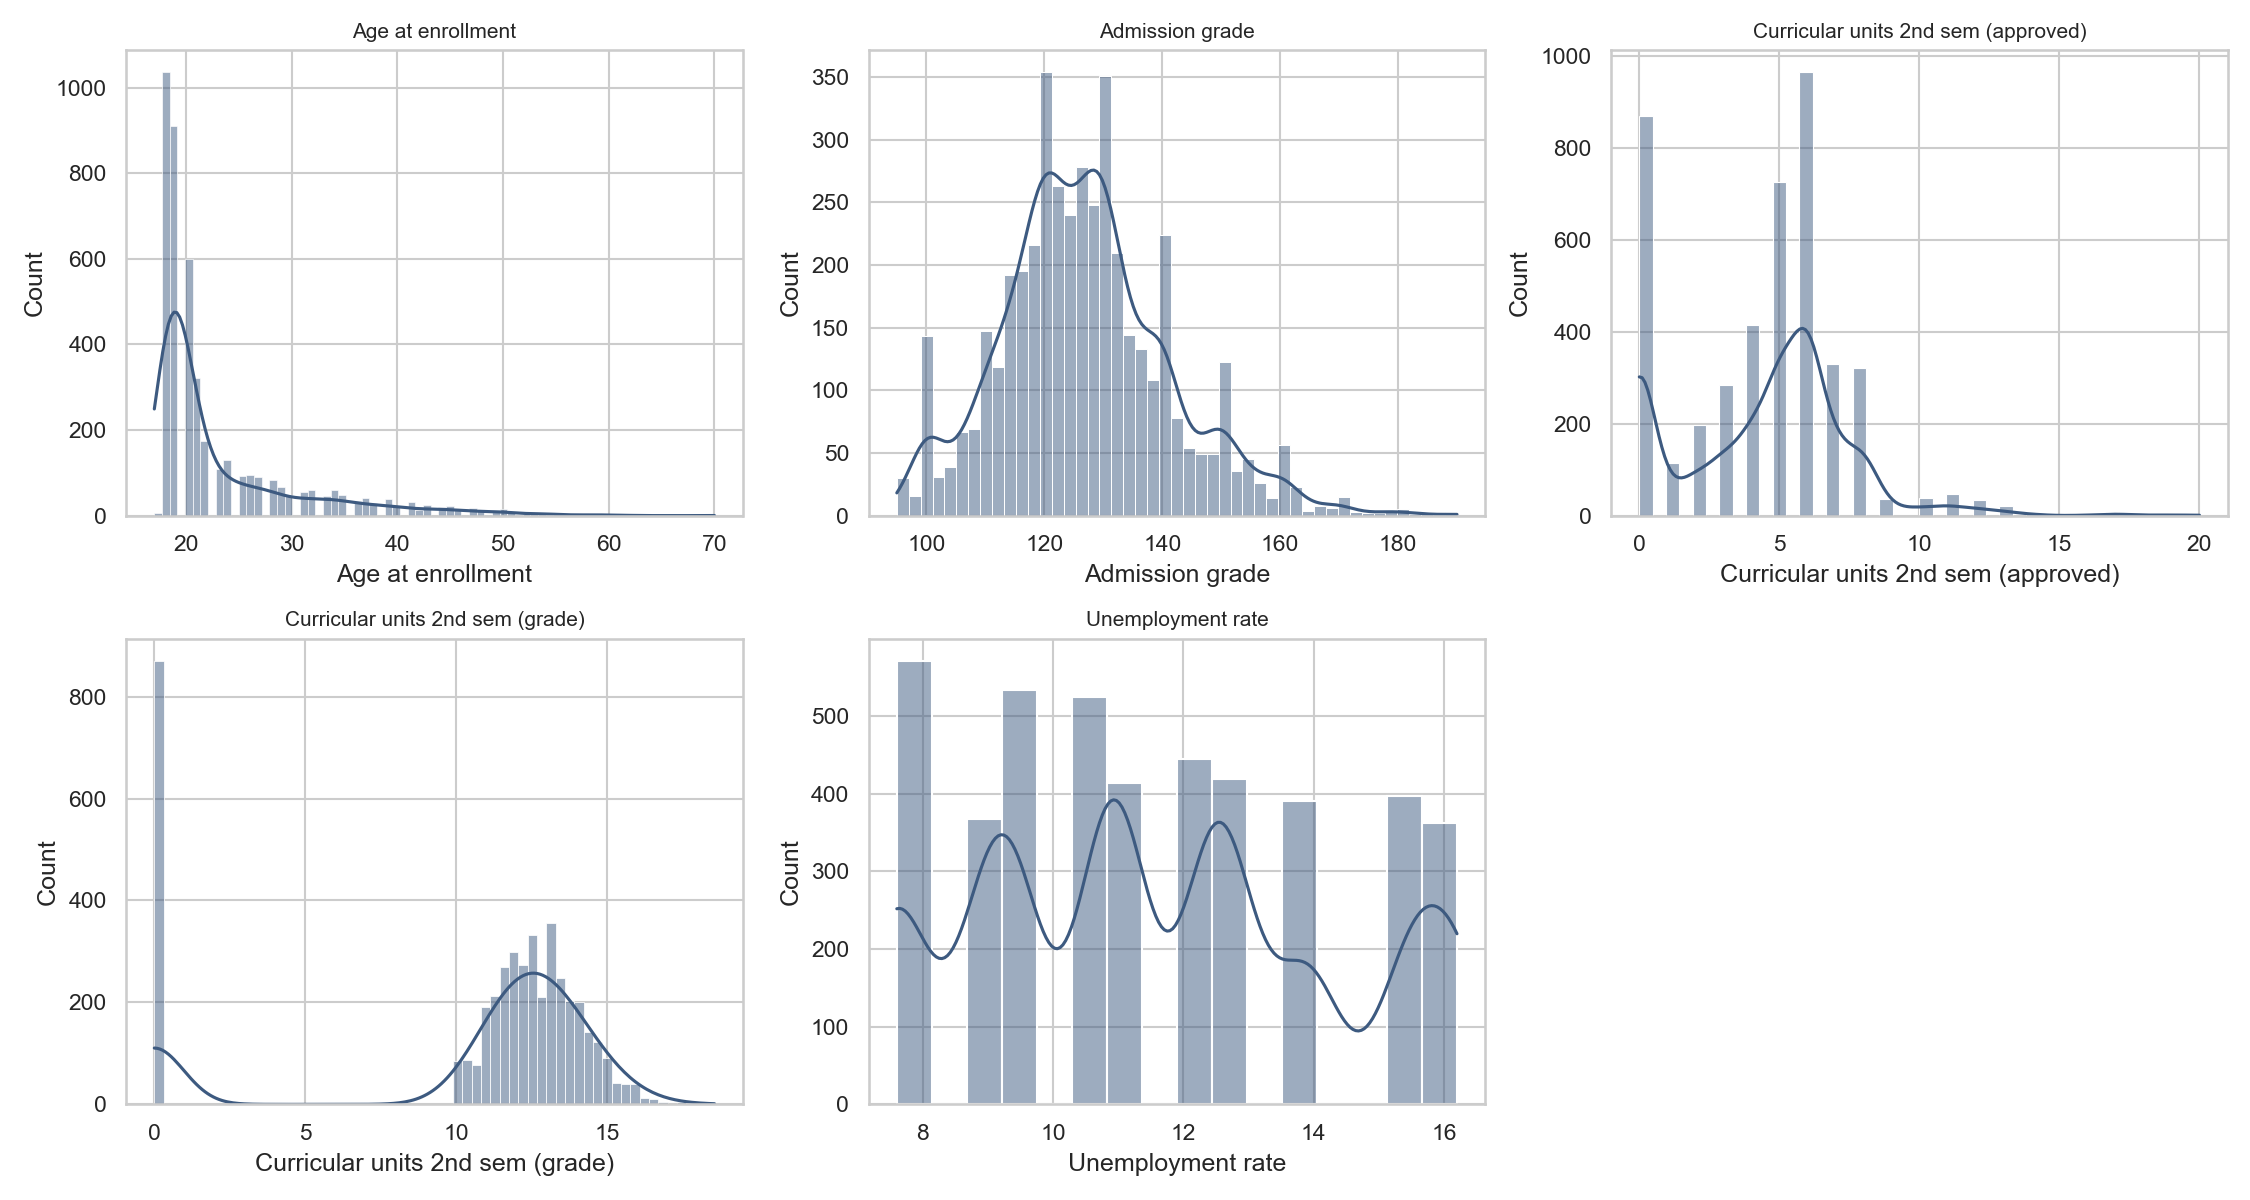 Age at enrollment
Count
1000
800
600
400
200
0
20 30 40 50 60 70
Age at enrollment
Admission grade
Count
350
300
250
200
150
100
50
0
100 120 140 160 180
Admission grade
Curricular units 2nd sem (approved)
Count
1000
800
600
400
200
0
0 5 10 15 20
Curricular units 2nd sem (approved)
Curricular units 2nd sem (grade)
Count
800
600
400
200
0
0 5 10 15
Curricular units 2nd sem (grade)
Unemployment rate
Count
500
400
300
200
100
0
8 10 12 14 16
Unemployment rate